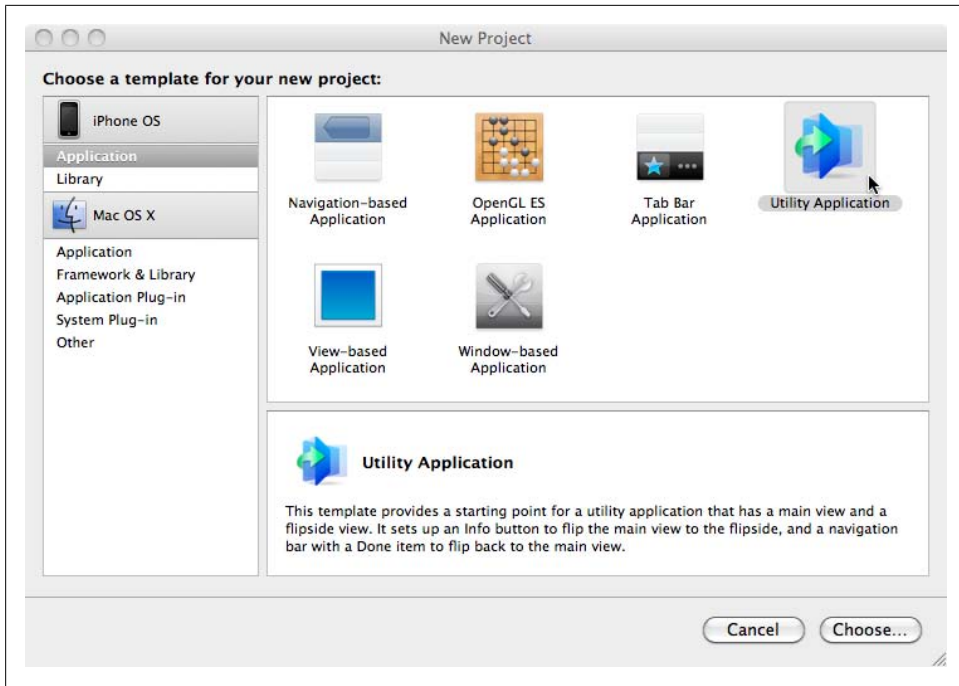 New Project
Choose a template for your new project:
iPhone OS
Application
Library
Mac OS X
Application
Framework & Library
Application Plug-in
System Plug-in
Other
Navigation-based
Application
OpenGL ES
Application
Tab Bar
Application
Utility Application
View-based
Application
Window-based
Application
Utility Application
This template provides a starting point for a utility application that has a main view and a
flipside view. It sets up an Info button to flip the main view to the flipside, and a navigation
bar with a Done item to flip back to the main view.
Cancel
Choose...